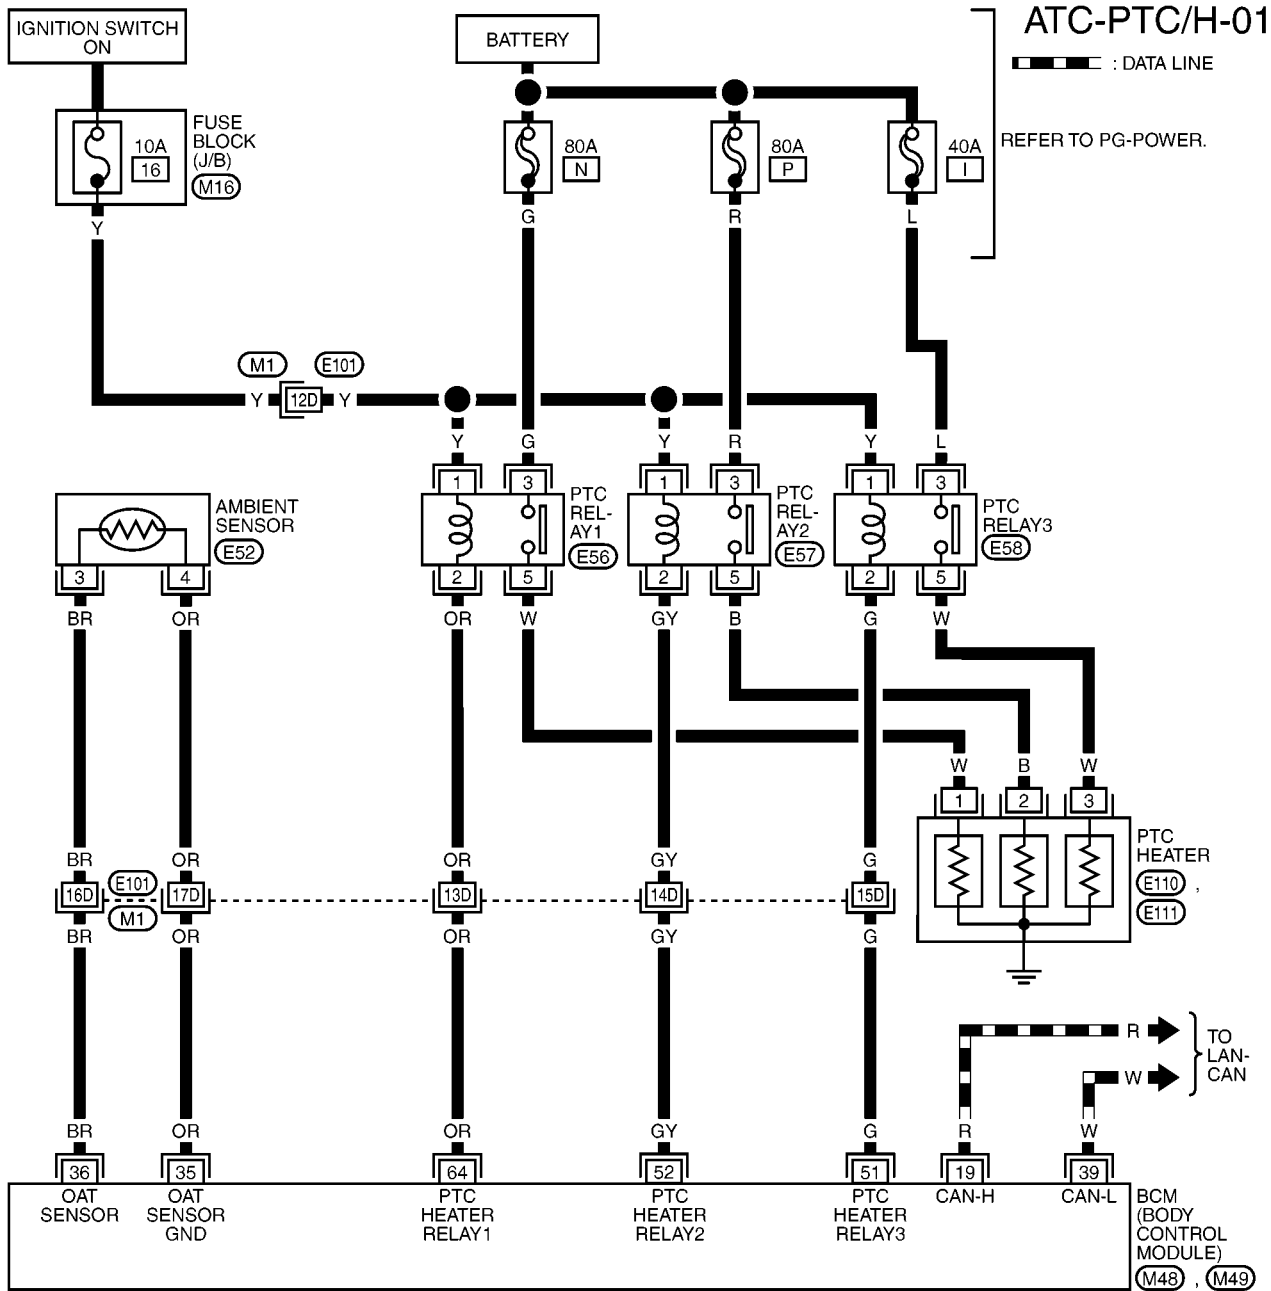 IGNITION SWITCH
ON
BATTERY
ATC-PTC/H-01
: DATA LINE
FUSE
BLOCK
(J/B)
M16
10A
16
80A
N
80A
P
40A
I
REFER TO PG-POWER.
Y
G
R
L
M1
E101
Y
12D
Y
Y
G
Y
R
Y
L
1
3
1
3
1
3
AMBIENT
SENSOR
E52
PTC
REL-
AY1
E56
PTC
REL-
AY2
E57
PTC
RELAY3
E58
3
4
2
5
2
5
2
5
BR
OR
OR
W
GY
B
G
W
W
B
W
1
2
3
PTC
HEATER
E110 ,
E111
BR
OR
OR
GY
G
16D
E101
M1
17D
13D
14D
15D
BR
OR
OR
GY
G
R
W
TO
LAN-
CAN
BR
OR
OR
GY
G
R
W
36
35
64
52
51
19
39
OAT
SENSOR
OAT
SENSOR
GND
PTC
HEATER
RELAY1
PTC
HEATER
RELAY2
PTC
HEATER
RELAY3
CAN-H
CAN-L
BCM
(BODY
CONTROL
MODULE)
M48 , M49